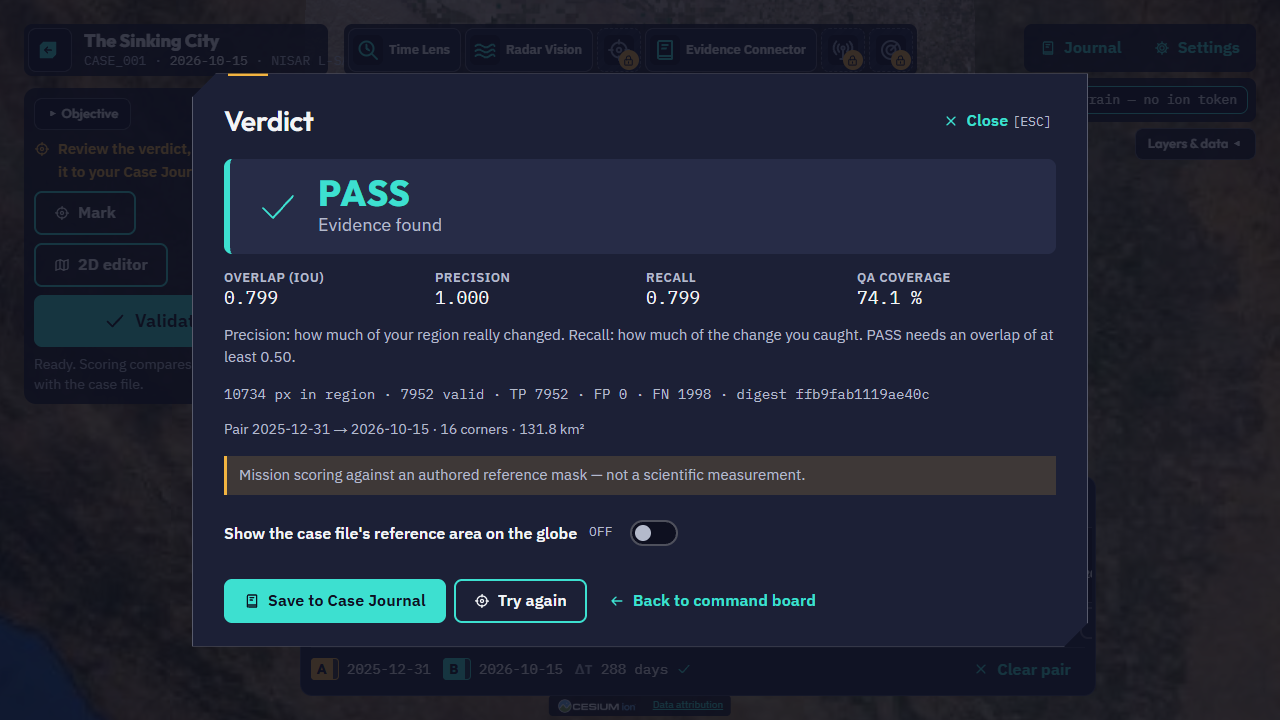 The Sinking City
CASE_001 · 2026-10-15 · NISAR L
Time Lens
Radar Vision
Evidence Connector
Journal
Settings
Objective
Review the verdict,
it to your Case Jour
Mark
2D editor
Validat
Ready. Scoring compares
with the case file.
rain — no ion token
Layers & data
Verdict
Close [ESC]
PASS
Evidence found
OVERLAP (IOU) PRECISION RECALL QA COVERAGE
0.799 1.000 0.799 74.1 %
Precision: how much of your region really changed. Recall: how much of the change you caught. PASS needs an overlap of at
least 0.50.
10734 px in region · 7952 valid · TP 7952 · FP 0 · FN 1998 · digest ffb9fab1119ae40c
Pair 2025-12-31 → 2026-10-15 · 16 corners · 131.8 km²
Mission scoring against an authored reference mask — not a scientific measurement.
Show the case file's reference area on the globe OFF
Save to Case Journal
Try again
← Back to command board
A 2025-12-31 B 2026-10-15 ΔT 288 days ✓
Clear pair
CESIUM ion Data attribution